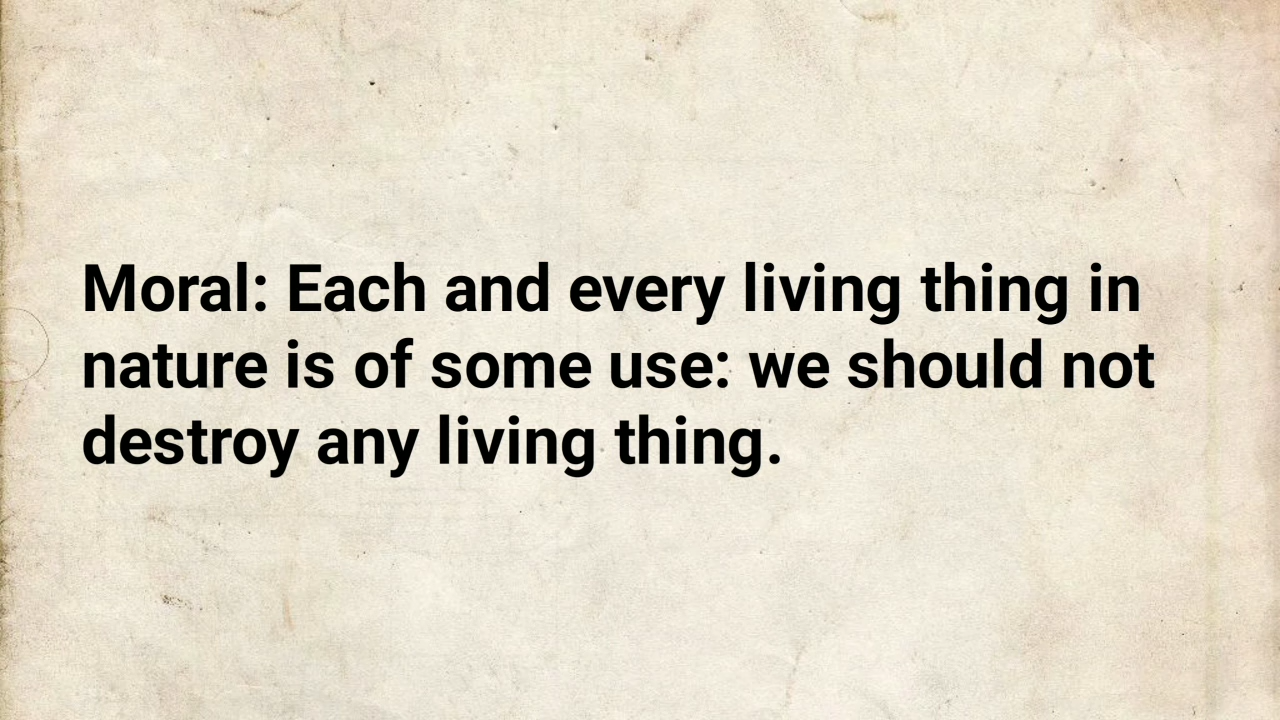 Moral: Each and every living thing in
nature is of some use: we should not
destroy any living thing.